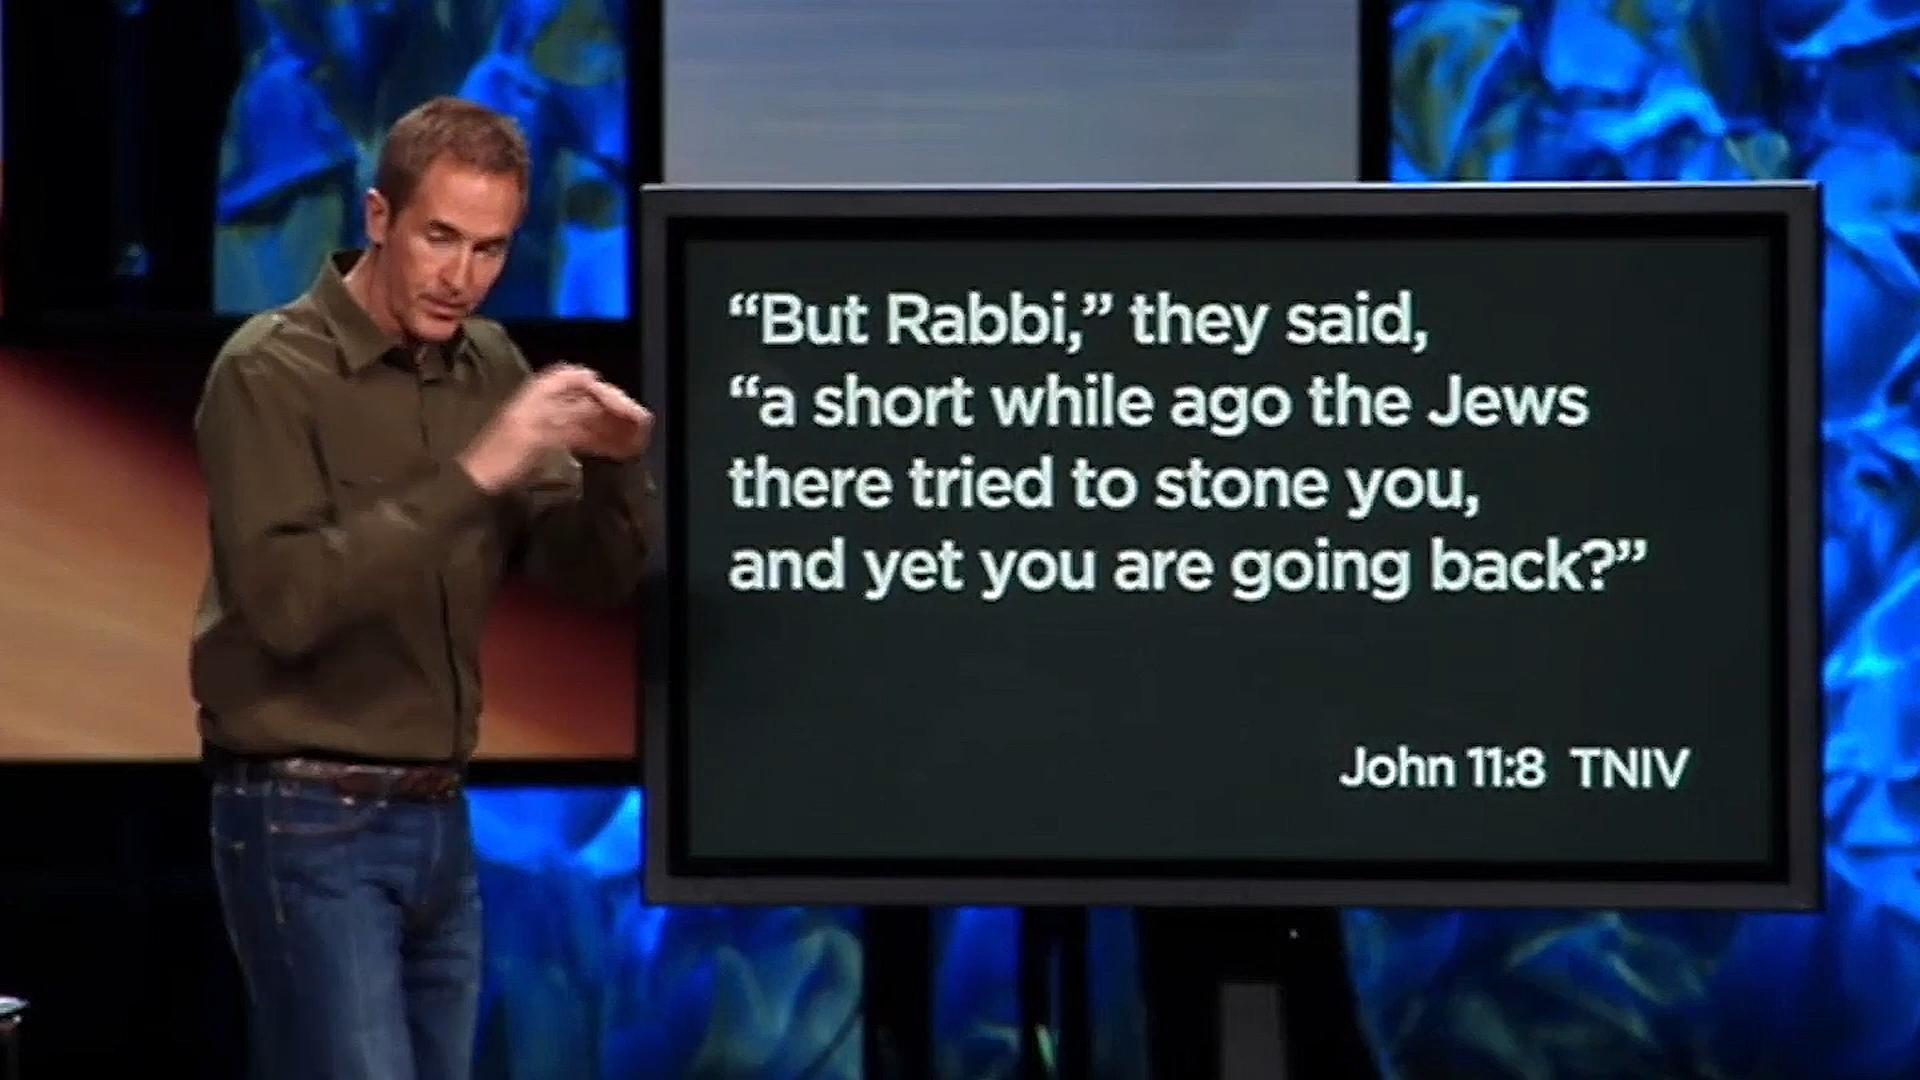 “But Rabbi,” they said,
“a short while ago the Jews
there tried to stone you,
and yet you are going back?”
John 11:8 TNIV